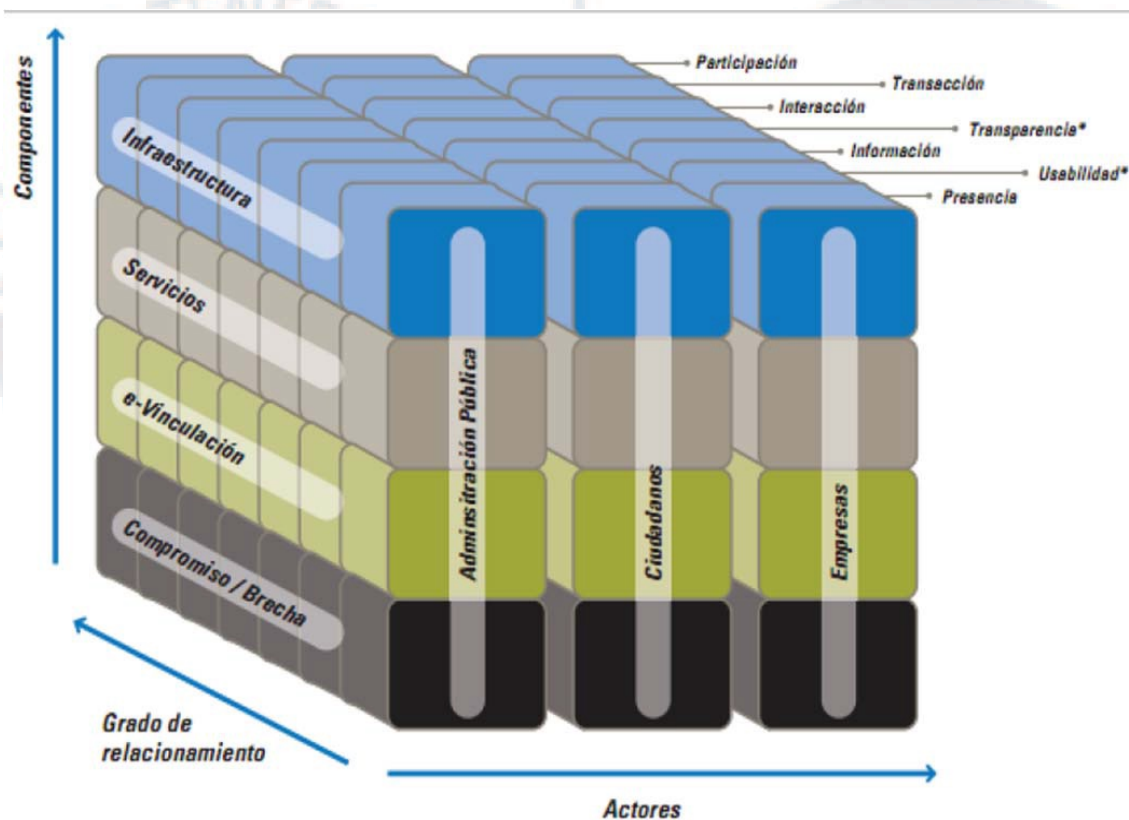 Componentes
Participación
Transacción
Interacción
Transparencia*
Información
Usabilidad*
Presencia
Infraestructura
Servicios
e-Vinculación
Compromiso / Brecha
Adminsitración Pública
Ciudadanos
Empresas
Grado de
relacionamiento
Actores